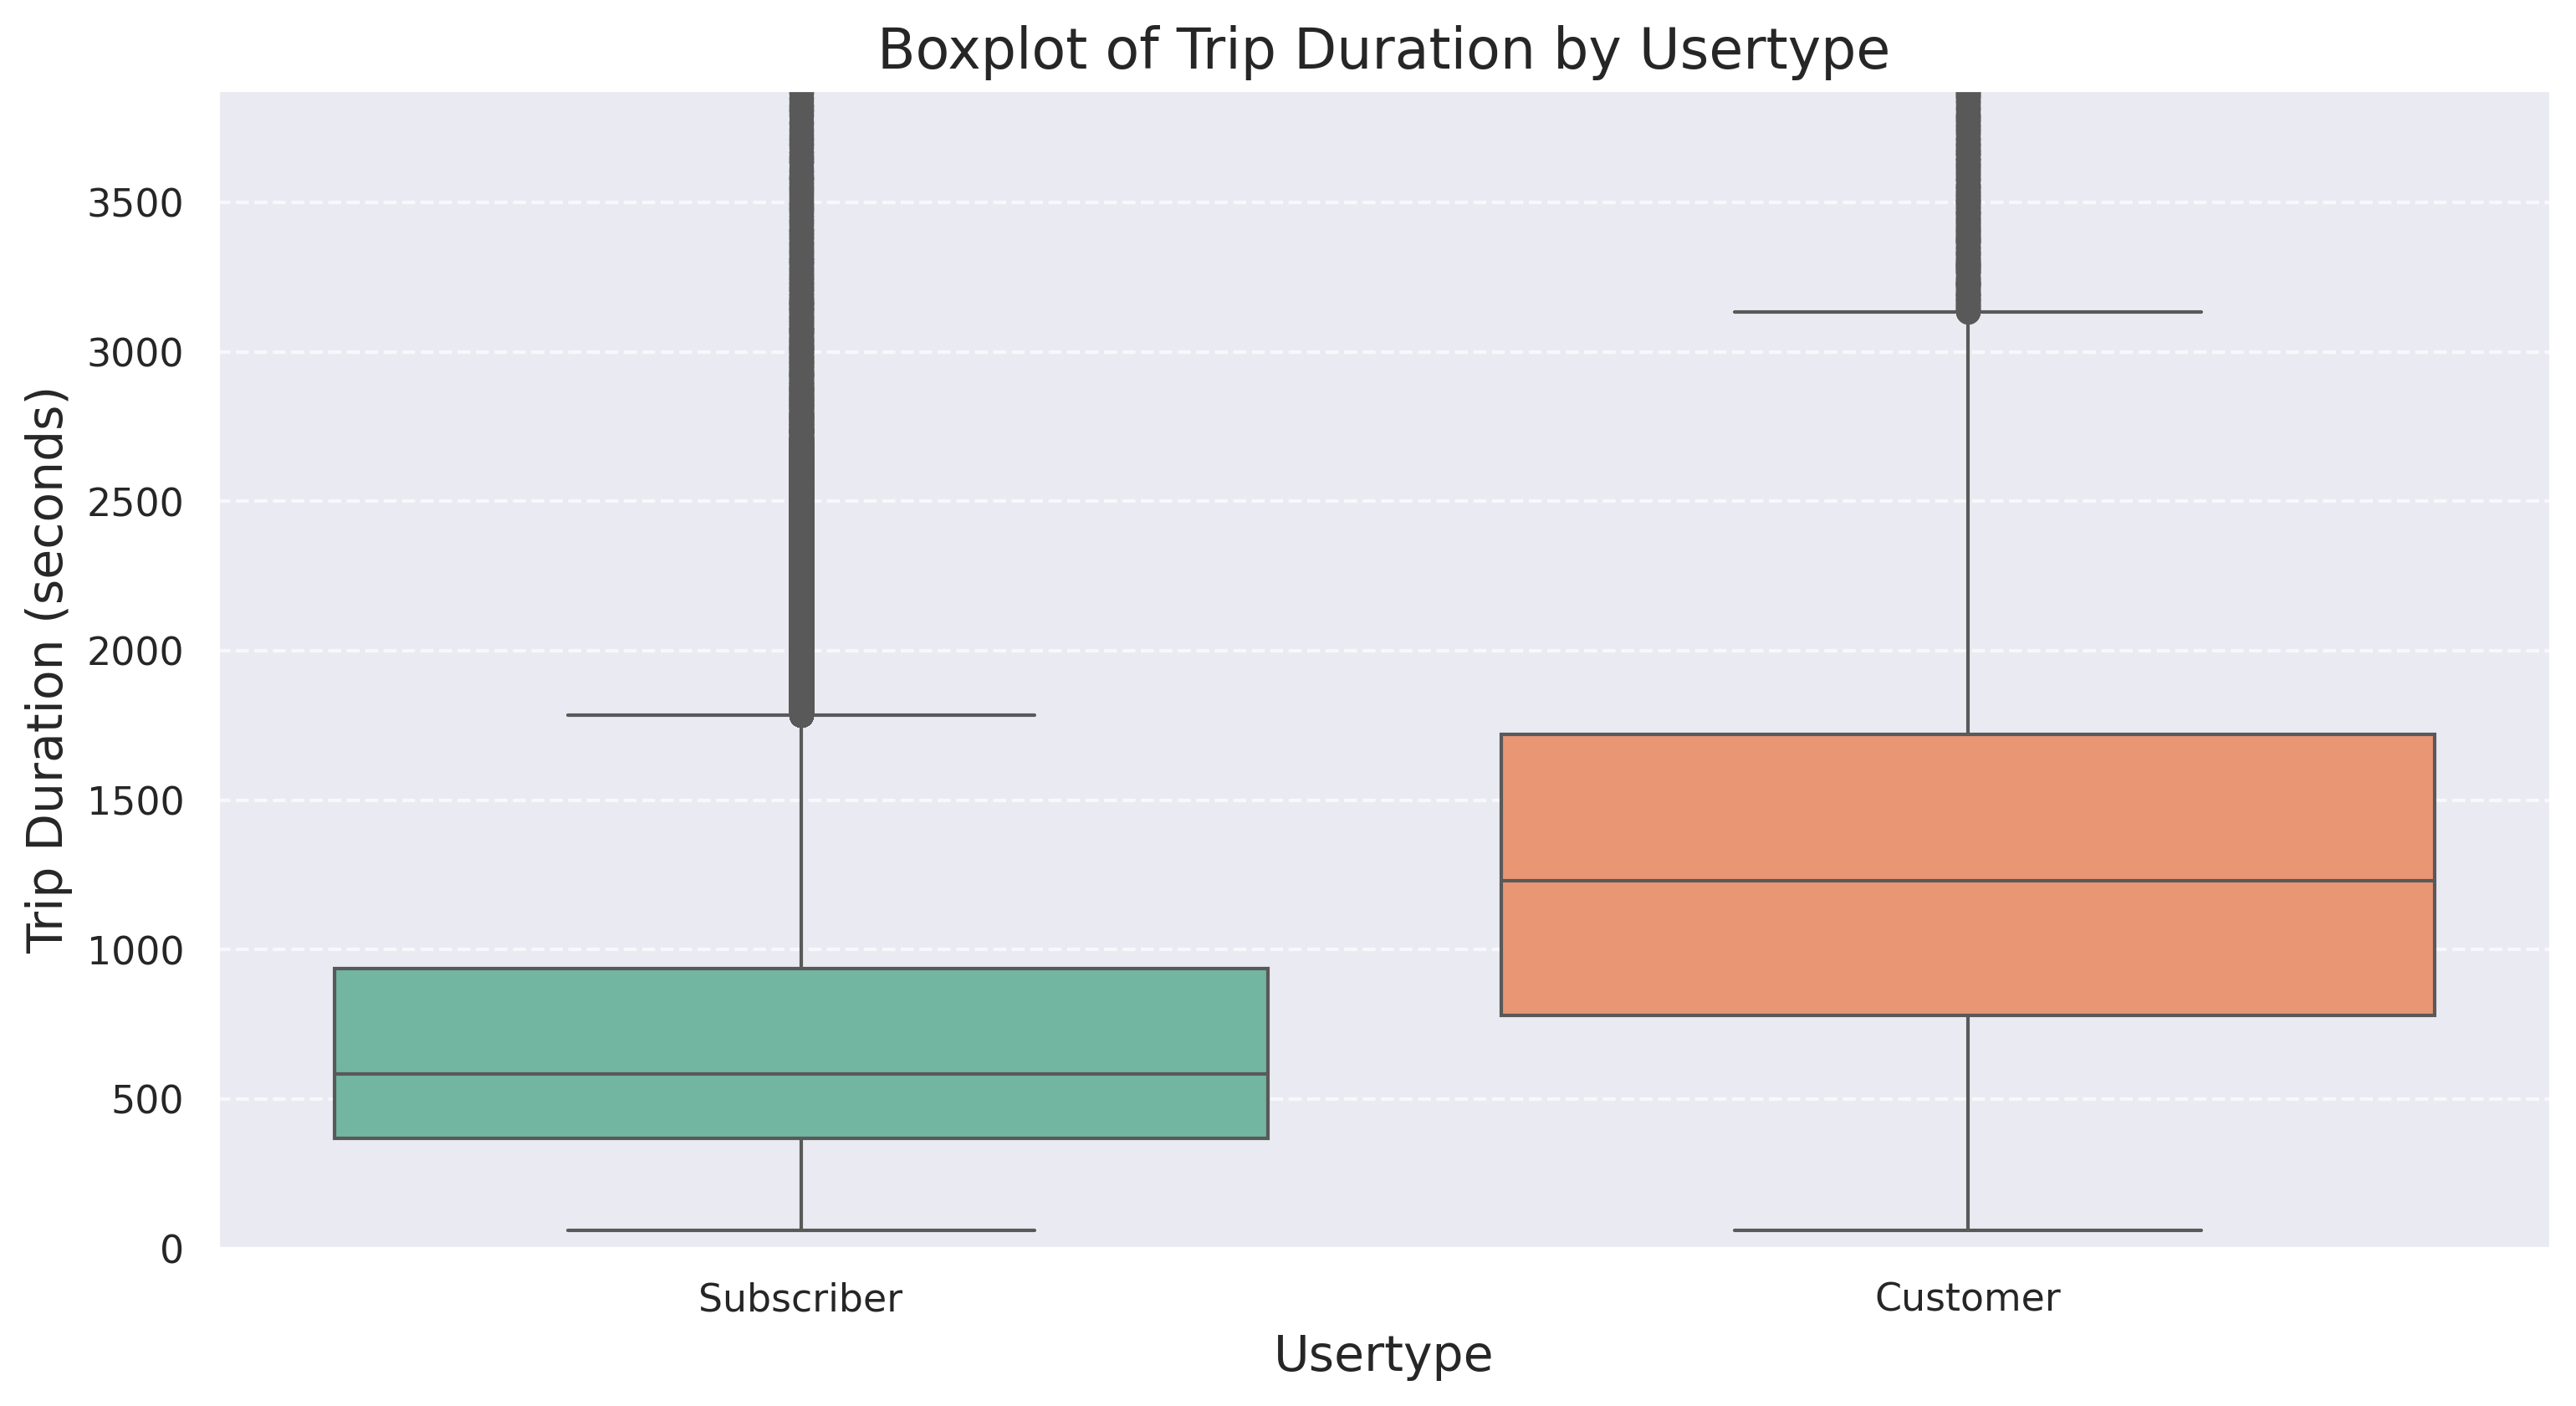 Boxplot of Trip Duration by Usertype
Trip Duration (seconds)
3500
3000
2500
2000
1500
1000
500
0
Subscriber
Customer
Usertype